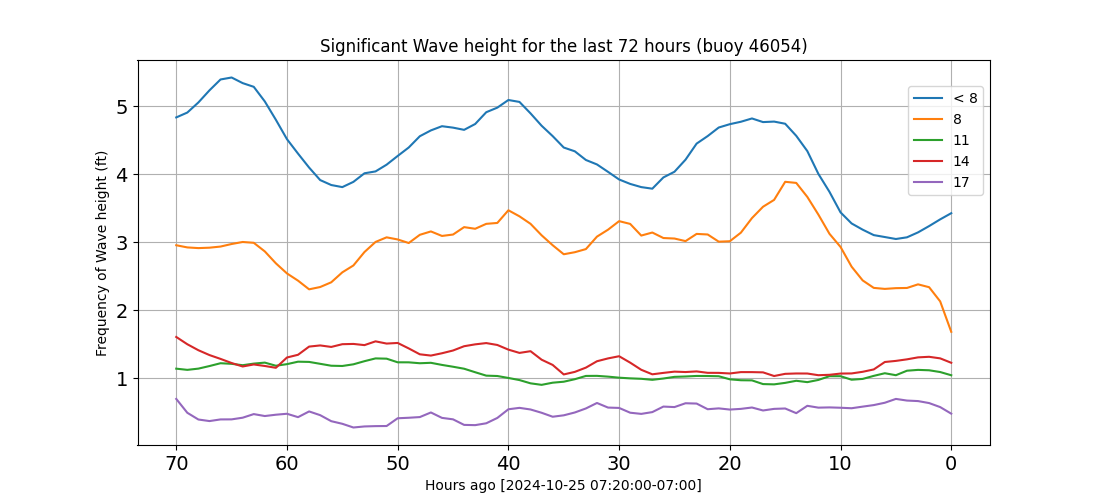 Significant Wave height for the last 72 hours (buoy 46054)
Frequency of Wave height (ft)
5
4
3
2
1
< 8
8
11
14
17
70 60 50 40 30 20 10 0
Hours ago [2024-10-25 07:20:00-07:00]